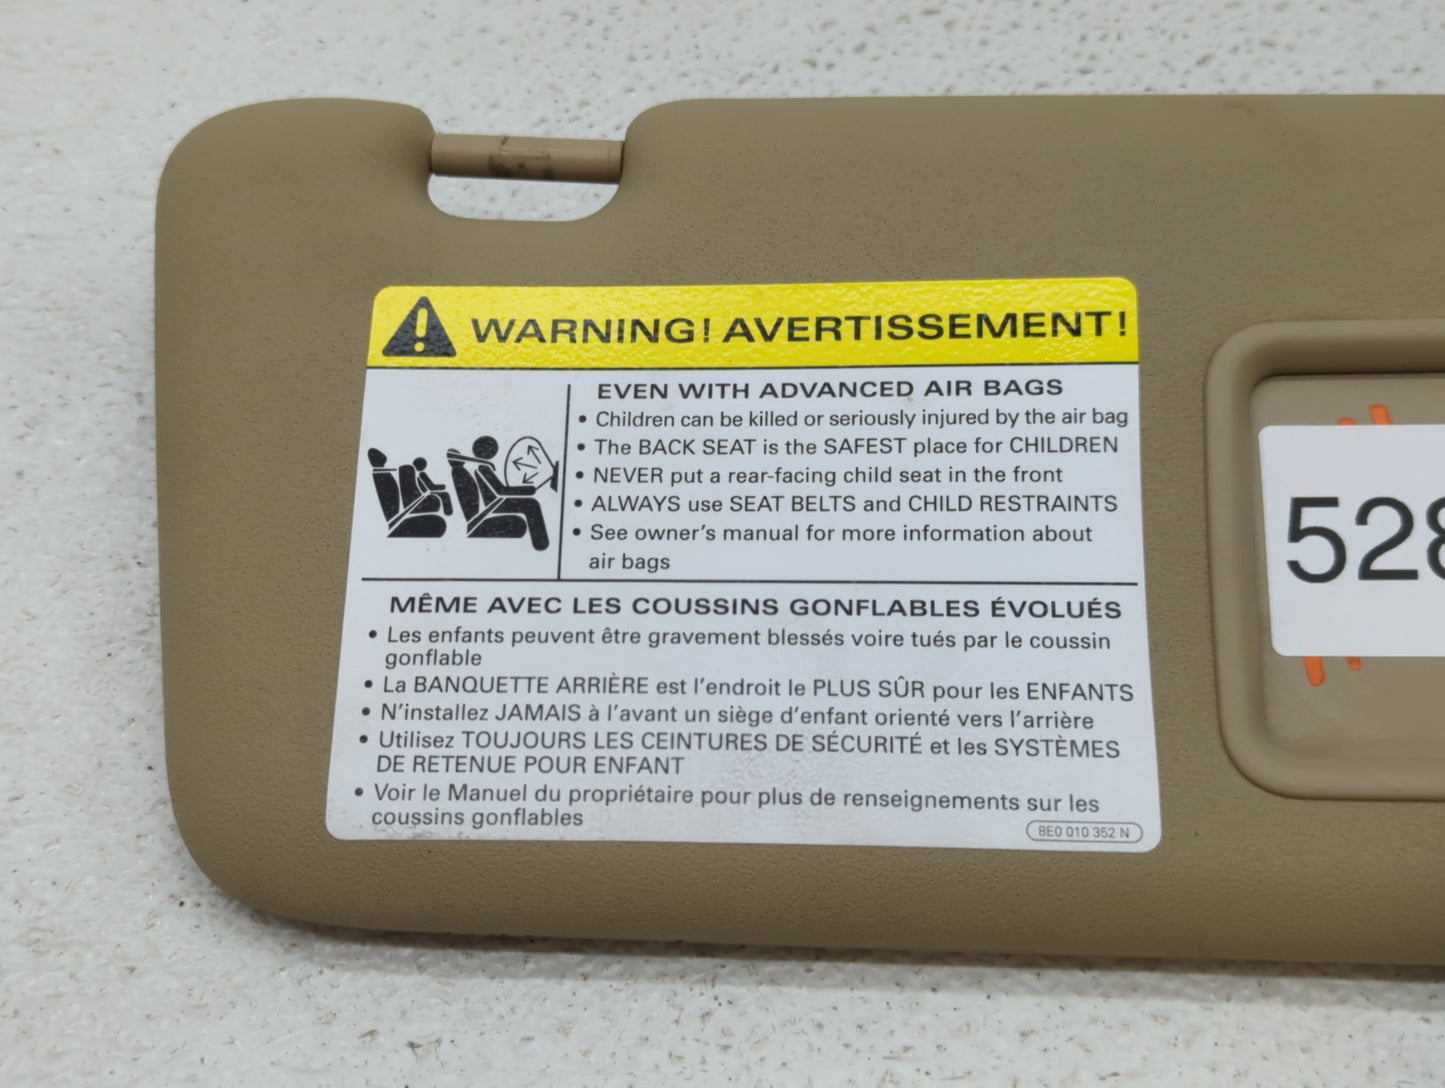 WARNING! AVERTISSEMENT!
EVEN WITH ADVANCED AIR BAGS
• Children can be killed or seriously injured by the air bag
• The BACK SEAT is the SAFEST place for CHILDREN
• NEVER put a rear-facing child seat in the front
• ALWAYS use SEAT BELTS and CHILD RESTRAINTS
• See owner's manual for more information about
air bags
MÊME AVEC LES COUSSINS GONFLABLES ÉVOLUÉS
• Les enfants peuvent être gravement blessés voire tués par le coussin
gonflable
• La BANQUETTE ARRIÈRE est l'endroit le PLUS SÛR pour les ENFANTS
• N'installez JAMAIS à l'avant un siège d'enfant orienté vers l'arrière
• Utilisez TOUJOURS LES CEINTURES DE SÉCURITÉ et les SYSTÈMES
DE RETENUE POUR ENFANT
• Voir le Manuel du propriétaire pour plus de renseignements sur les
coussins gonflables
8E0 010 352 N
528